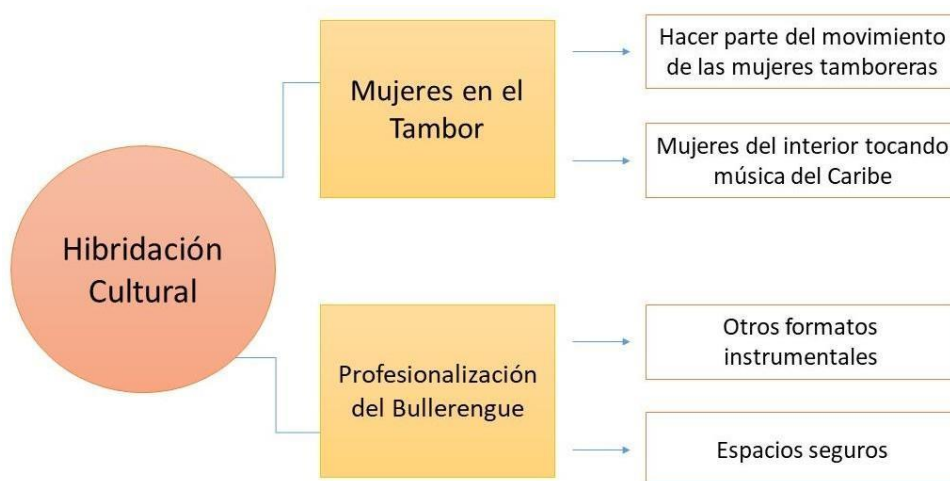 Hibridación
Cultural
Mujeres en el
Tambor
Hacer parte del movimiento
de las mujeres tamboreras
Mujeres del interior tocando
música del Caribe
Profesionalización
del Bullerengue
Otros formatos
instrumentales
Espacios seguros